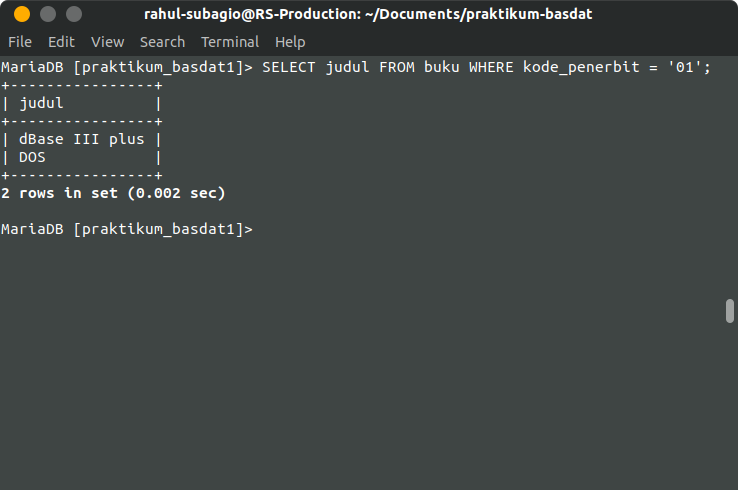 rahul-subagio@RS-Production: ~/Documents/praktikum-basdat
File Edit View Search Terminal Help
MariaDB [praktikum_basdat1]> SELECT judul FROM buku WHERE kode_penerbit = '01';
+----------------+
| judul          |
+----------------+
| dBase III plus |
| DOS            |
+----------------+
2 rows in set (0.002 sec)
MariaDB [praktikum_basdat1]>